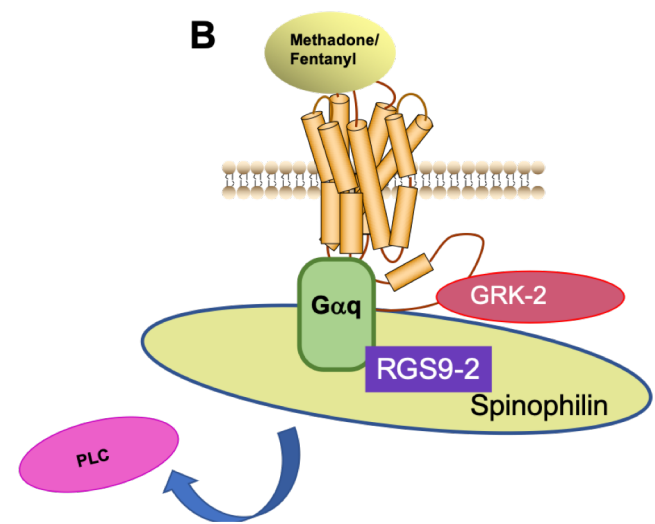 B
Methadone/
Fentanyl
Gαq
GRK-2
RGS9-2
Spinophilin
PLC